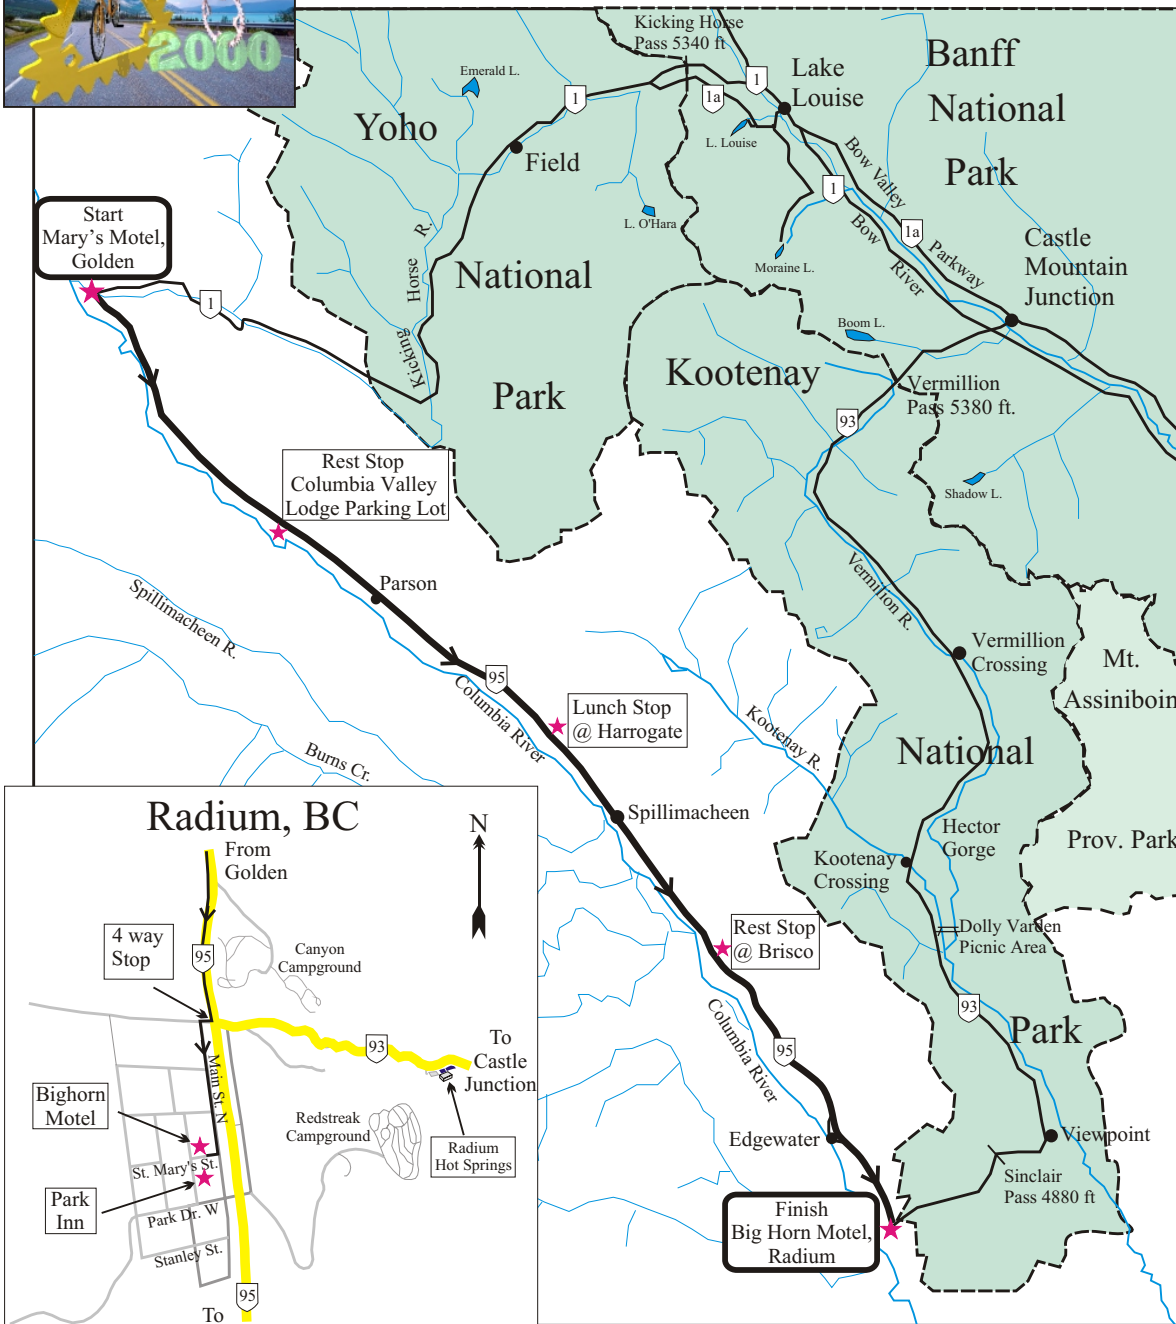 2000
Kicking Horse
Pass 5340 ft
1
1a
1
Lake
Louise
Banff
National
Park
Emerald L.
1
Yoho
Field
L. Louise
Bow Valley
Parkway
1
1a
Bow
River
L. O'Hara
Moraine L.
Castle
Mountain
Junction
Start
Mary's Motel,
Golden
1
Kicking
Horse
R.
National
Park
Boom L.
Kootenay
Vermillion
Pass 5380 ft.
93
Shadow L.
Rest Stop
Columbia Valley
Lodge Parking Lot
Parson
Spillimacheen R.
Vermilion R.
Vermillion
Crossing
Mt.
Assiniboin
Prov. Park
95
Columbia River
Lunch Stop
@ Harrogate
Kootenay R.
National
Burns Cr.
Spillimacheen
Hector
Gorge
Kootenay
Crossing
Rest Stop
@ Brisco
Dolly Varden
Picnic Area
93
Park
Columbia River
95
Edgewater
Viewpoint
Sinclair
Pass 4880 ft
Finish
Big Horn Motel,
Radium
Radium, BC
From
Golden
N
4 way
Stop
95
Canyon
Campground
93
To
Castle
Junction
Main St. N
Bighorn
Motel
Redstreak
Campground
Radium
Hot Springs
St. Mary's St.
Park
Inn
Park Dr. W
Stanley St.
95
To